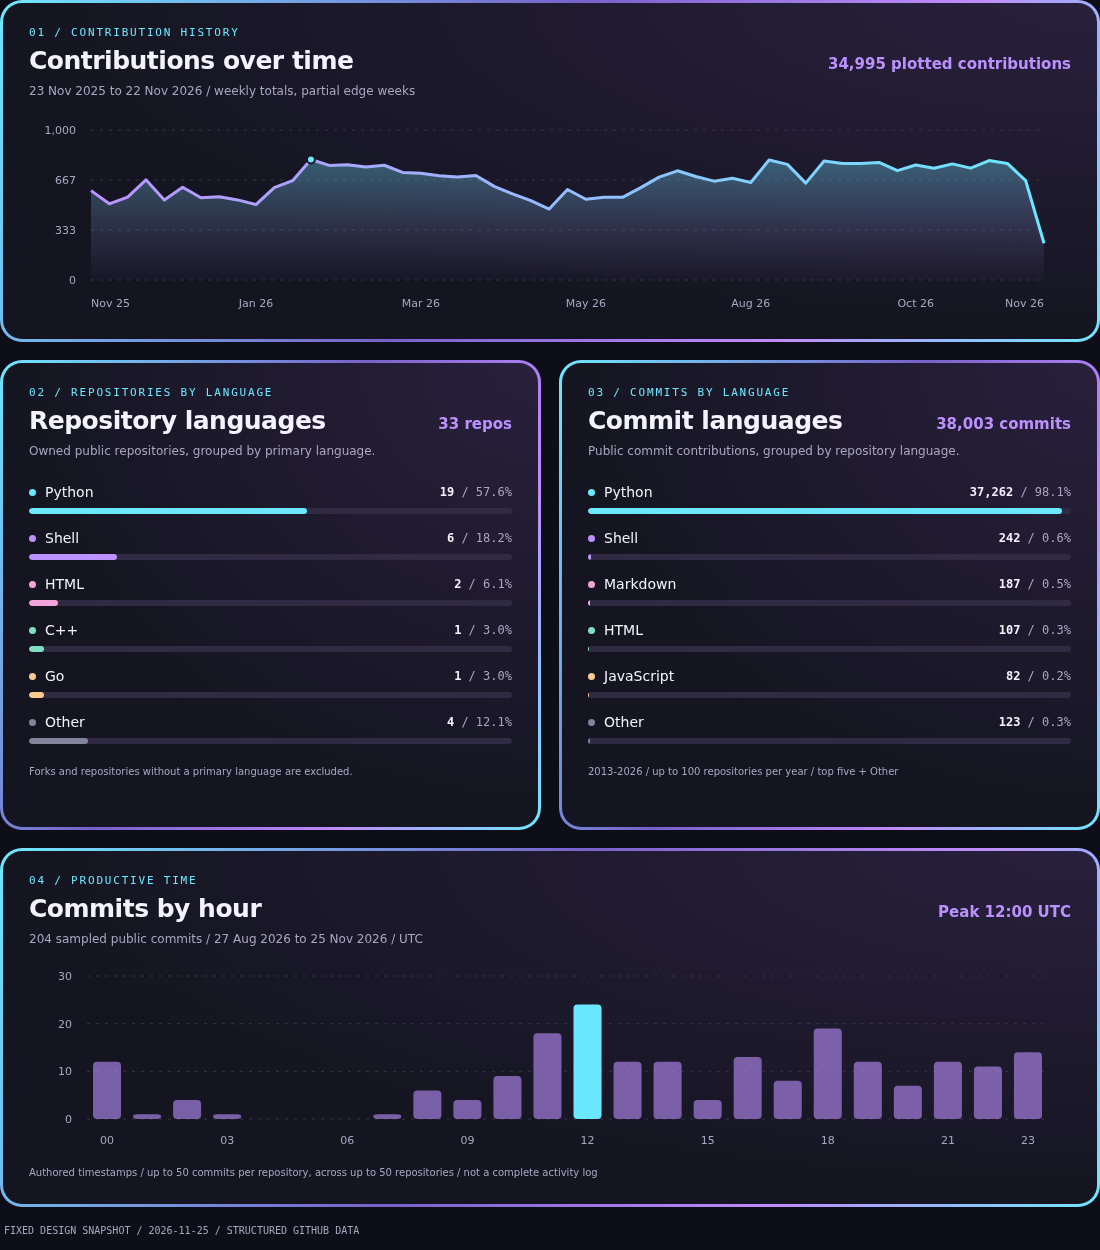 01 / CONTRIBUTION HISTORY
Contributions over time
34,995 plotted contributions
23 Nov 2025 to 22 Nov 2026 / weekly totals, partial edge weeks
1,000
667
333
0
Nov 25 Jan 26 Mar 26 May 26 Aug 26 Oct 26 Nov 26
02 / REPOSITORIES BY LANGUAGE
Repository languages
33 repos
Owned public repositories, grouped by primary language.
Python 19 / 57.6%
Shell 6 / 18.2%
HTML 2 / 6.1%
C++ 1 / 3.0%
Go 1 / 3.0%
Other 4 / 12.1%
Forks and repositories without a primary language are excluded.
03 / COMMITS BY LANGUAGE
Commit languages
38,003 commits
Public commit contributions, grouped by repository language.
Python 37,262 / 98.1%
Shell 242 / 0.6%
Markdown 187 / 0.5%
HTML 107 / 0.3%
JavaScript 82 / 0.2%
Other 123 / 0.3%
2013-2026 / up to 100 repositories per year / top five + Other
04 / PRODUCTIVE TIME
Commits by hour
Peak 12:00 UTC
204 sampled public commits / 27 Aug 2026 to 25 Nov 2026 / UTC
30
20
10
0
00 03 06 09 12 15 18 21 23
Authored timestamps / up to 50 commits per repository, across up to 50 repositories / not a complete activity log
FIXED DESIGN SNAPSHOT / 2026-11-25 / STRUCTURED GITHUB DATA